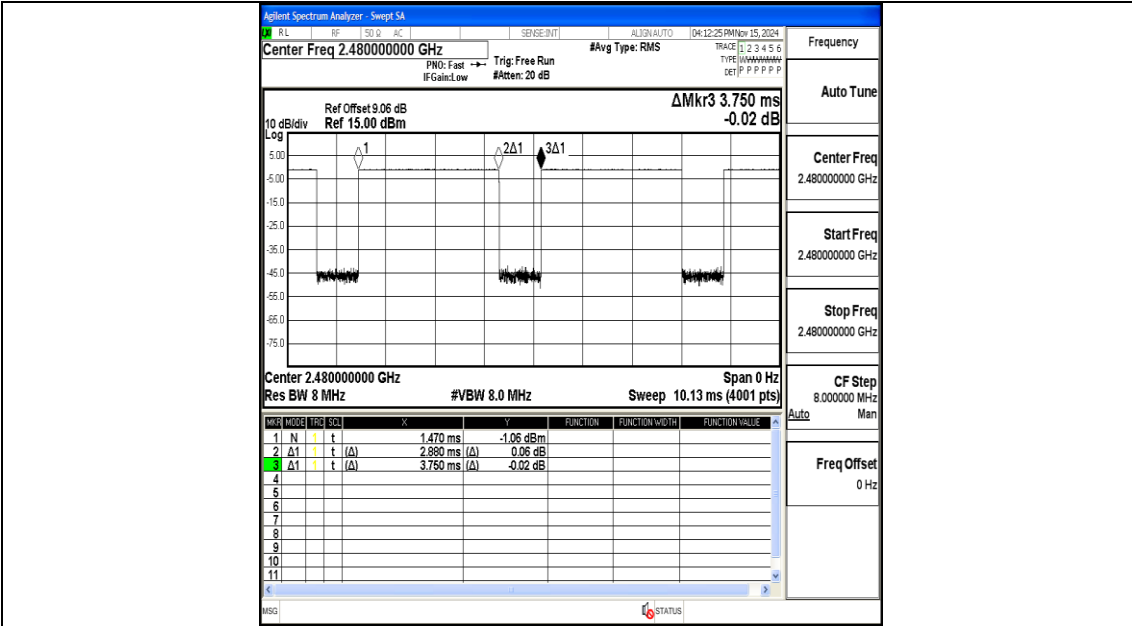 Agilent Spectrum Analyzer - Swept SA
RL RF 50 Ω AC SENSE:INT ALIGN AUTO 04:12:25 PM Nov 15, 2024
Center Freq 2.480000000 GHz
#Avg Type: RMS
TRACE 1 2 3 4 5 6
TYPE
DET P P P P P P
PNO: Fast
IFGain:Low
Trig: Free Run
#Atten: 20 dB
ΔMkr3 3.750 ms
-0.02 dB
Ref Offset 9.06 dB
10 dB/div Ref 15.00 dBm
Log
5.00
-5.00
-15.0
-25.0
-35.0
-45.0
-55.0
-65.0
-75.0
1
2Δ1
3Δ1
Center 2.480000000 GHz Span 0 Hz
Res BW 8 MHz #VBW 8.0 MHz Sweep 10.13 ms (4001 pts)
MKR MODE TRC SCL X Y FUNCTION FUNCTION WIDTH FUNCTION VALUE
1 N 1 t 1.470 ms -1.06 dBm
2 Δ1 1 t (Δ) 2.880 ms (Δ) 0.06 dB
3 Δ1 1 t (Δ) 3.750 ms (Δ) -0.02 dB
4
5
6
7
8
9
10
11
MSG STATUS
Frequency
Auto Tune
Center Freq
2.480000000 GHz
Start Freq
2.480000000 GHz
Stop Freq
2.480000000 GHz
CF Step
8.000000 MHz
Auto Man
Freq Offset
0 Hz